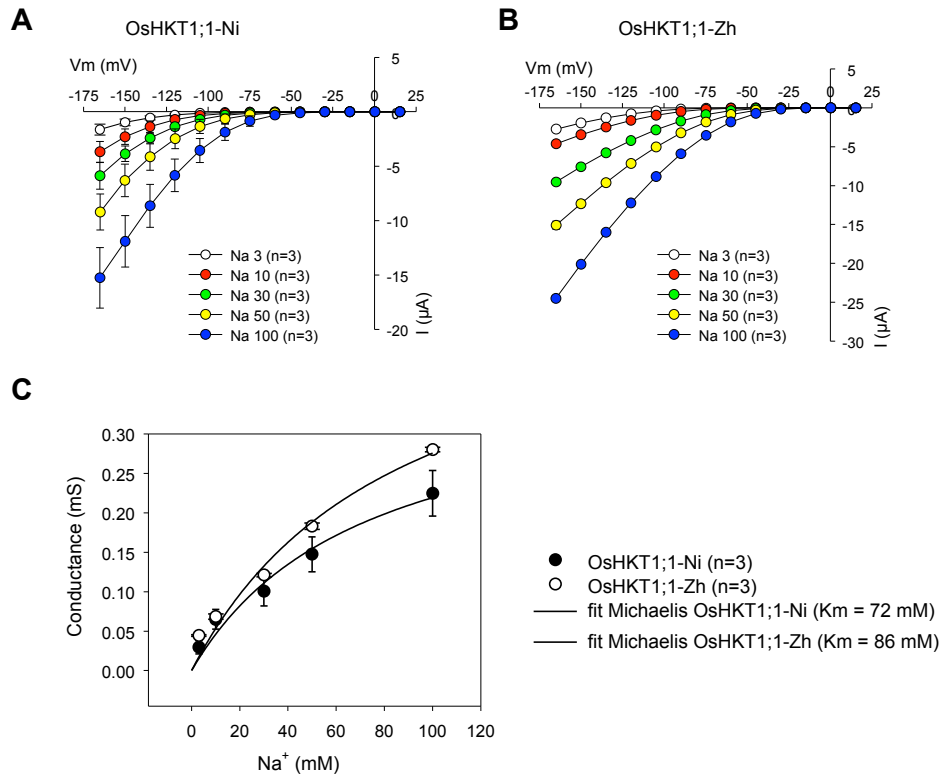 A
OsHKT1;1-Ni
Vm (mV)
-175 -150 -125 -100 -75 -50 -25 0 25
5
0
-5
-10
-15
-20
I (µA)
Na 3 (n=3)
Na 10 (n=3)
Na 30 (n=3)
Na 50 (n=3)
Na 100 (n=3)
B
OsHKT1;1-Zh
Vm (mV)
-175 -150 -125 -100 -75 -50 -25 0 25
5
0
-5
-10
-15
-20
-25
-30
I (µA)
Na 3 (n=3)
Na 10 (n=3)
Na 30 (n=3)
Na 50 (n=3)
Na 100 (n=3)
C
Conductance (mS)
0.30
0.25
0.20
0.15
0.10
0.05
0.00
0 20 40 60 80 100 120
Na⁺ (mM)
OsHKT1;1-Ni (n=3)
OsHKT1;1-Zh (n=3)
fit Michaelis OsHKT1;1-Ni (Km = 72 mM)
fit Michaelis OsHKT1;1-Zh (Km = 86 mM)